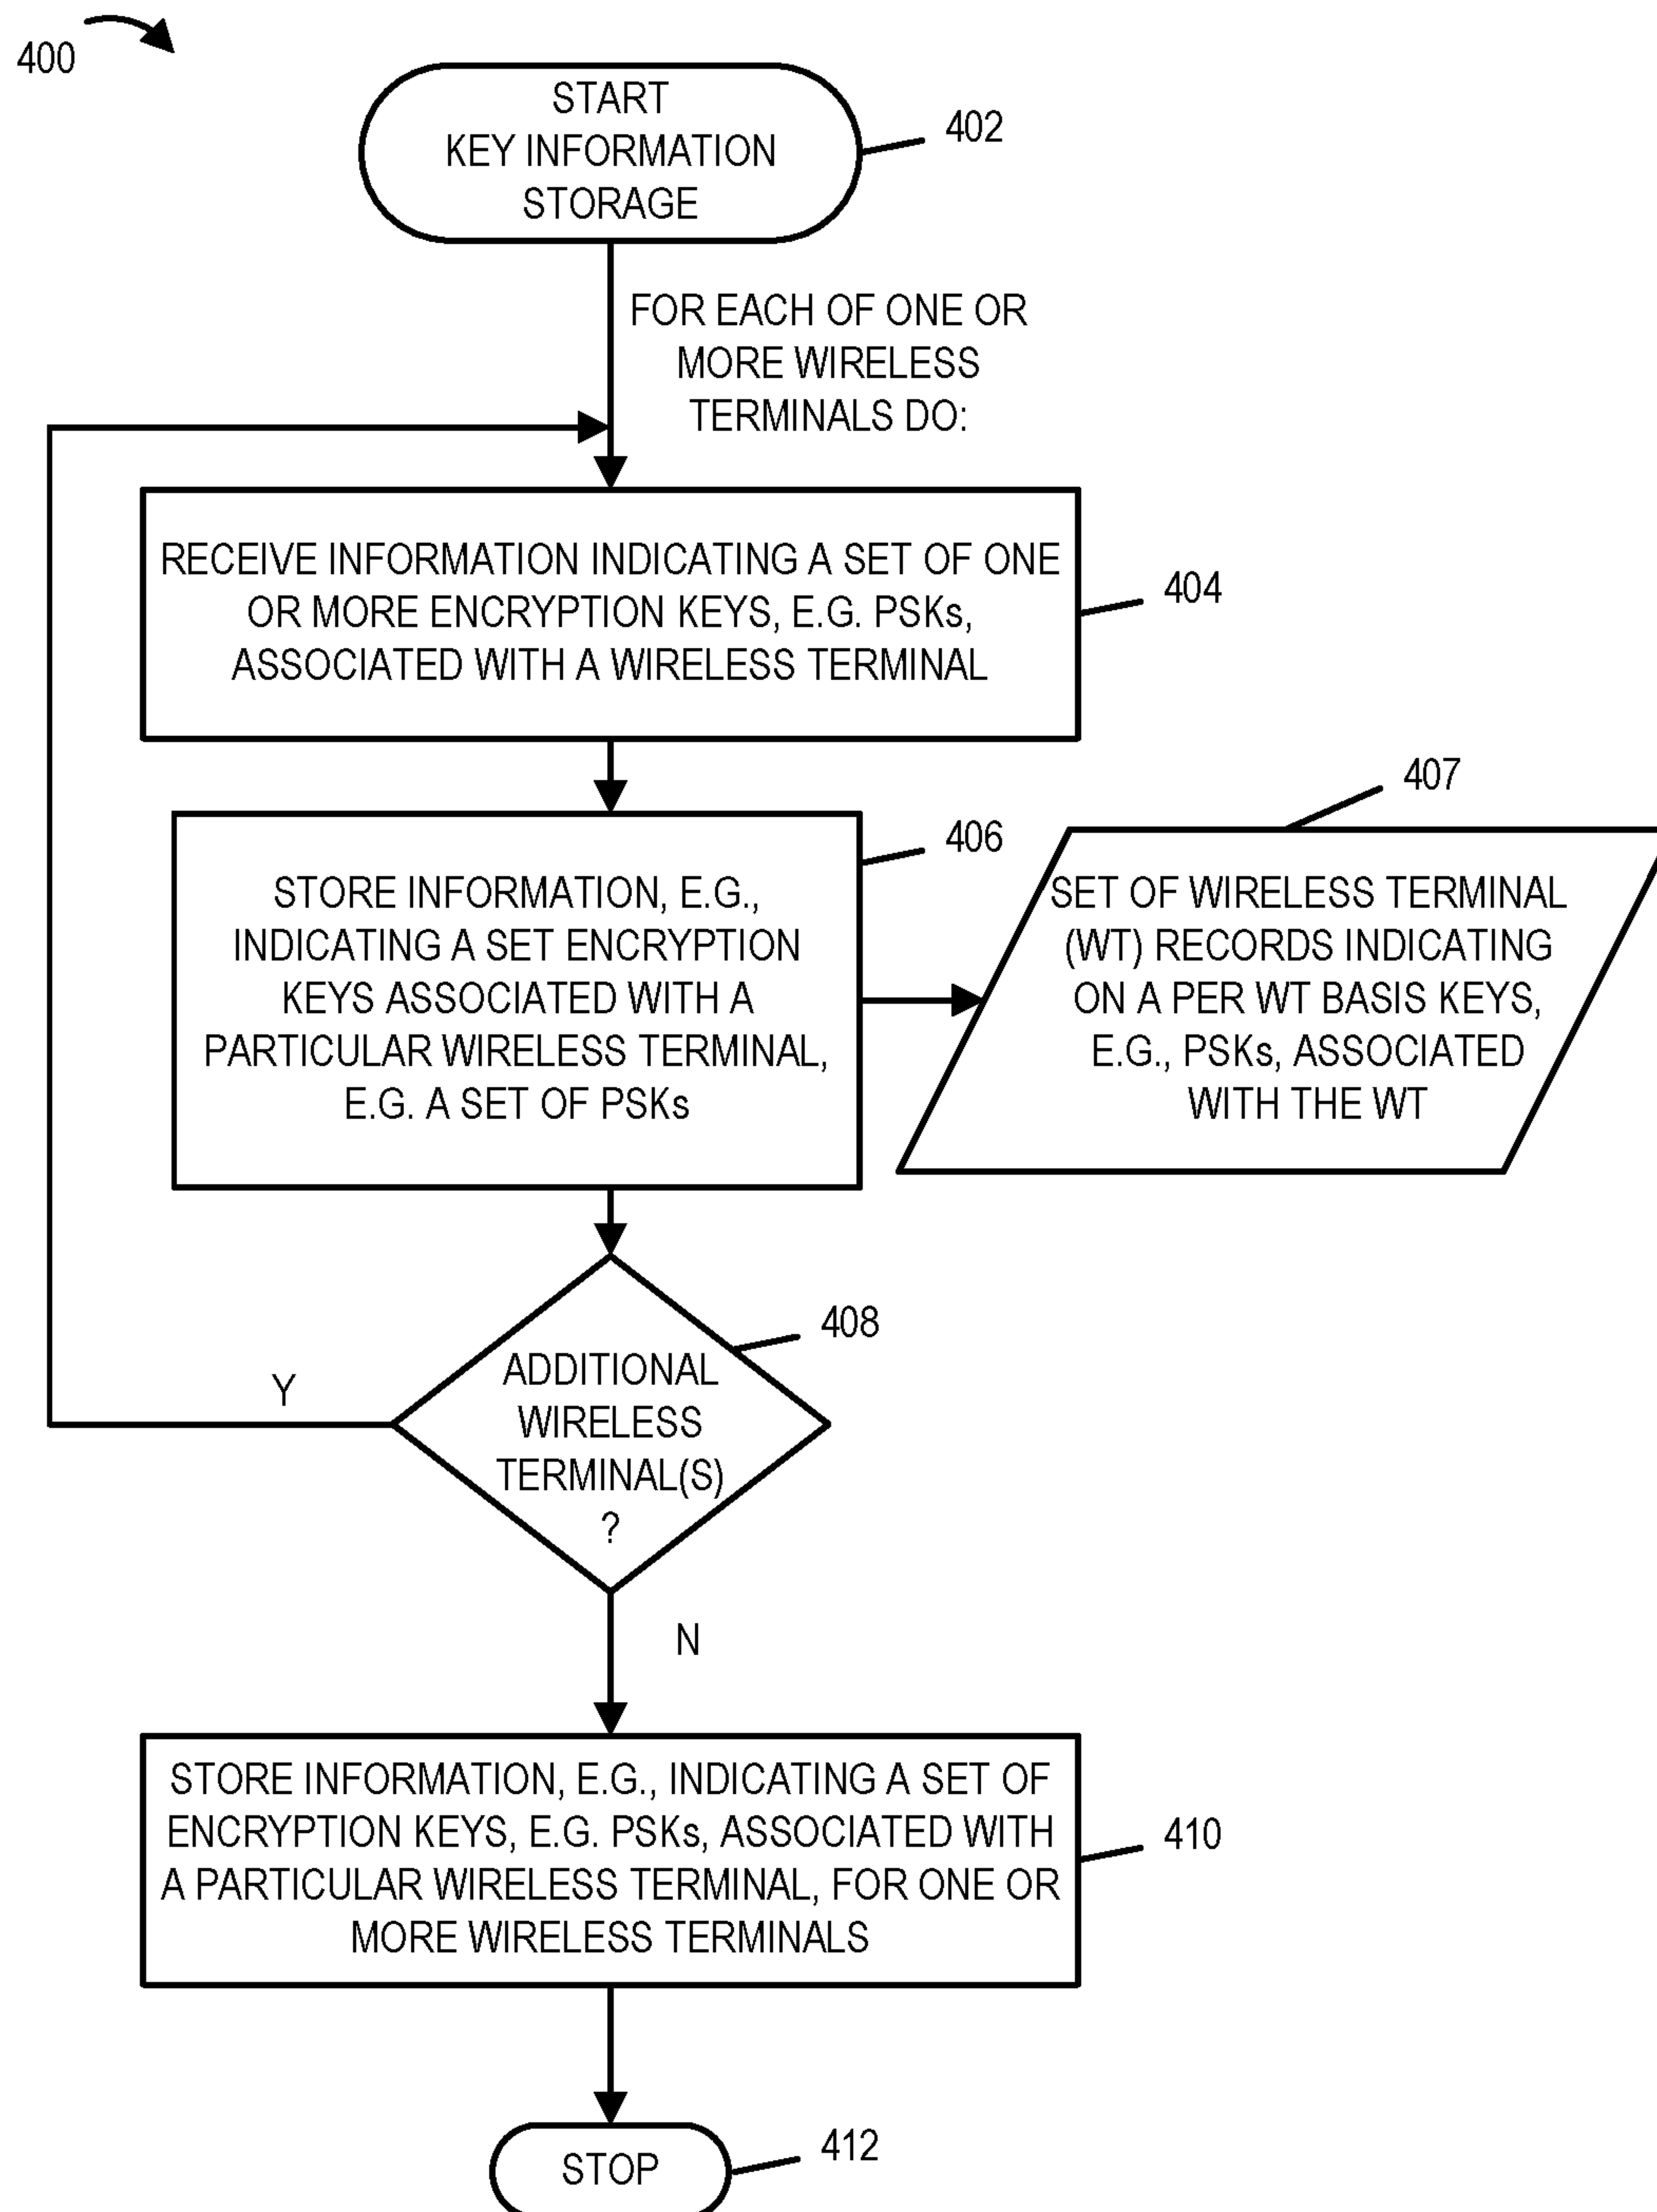 400
START
KEY INFORMATION
STORAGE
402
FOR EACH OF ONE OR
MORE WIRELESS
TERMINALS DO:
RECEIVE INFORMATION INDICATING A SET OF ONE
OR MORE ENCRYPTION KEYS, E.G. PSKs,
ASSOCIATED WITH A WIRELESS TERMINAL
404
STORE INFORMATION, E.G.,
INDICATING A SET ENCRYPTION
KEYS ASSOCIATED WITH A
PARTICULAR WIRELESS TERMINAL,
E.G. A SET OF PSKs
406
407
SET OF WIRELESS TERMINAL
(WT) RECORDS INDICATING
ON A PER WT BASIS KEYS,
E.G., PSKs, ASSOCIATED
WITH THE WT
ADDITIONAL
WIRELESS
TERMINAL(S)
?
408
Y
N
STORE INFORMATION, E.G., INDICATING A SET OF
ENCRYPTION KEYS, E.G. PSKs, ASSOCIATED WITH
A PARTICULAR WIRELESS TERMINAL, FOR ONE OR
MORE WIRELESS TERMINALS
410
STOP
412